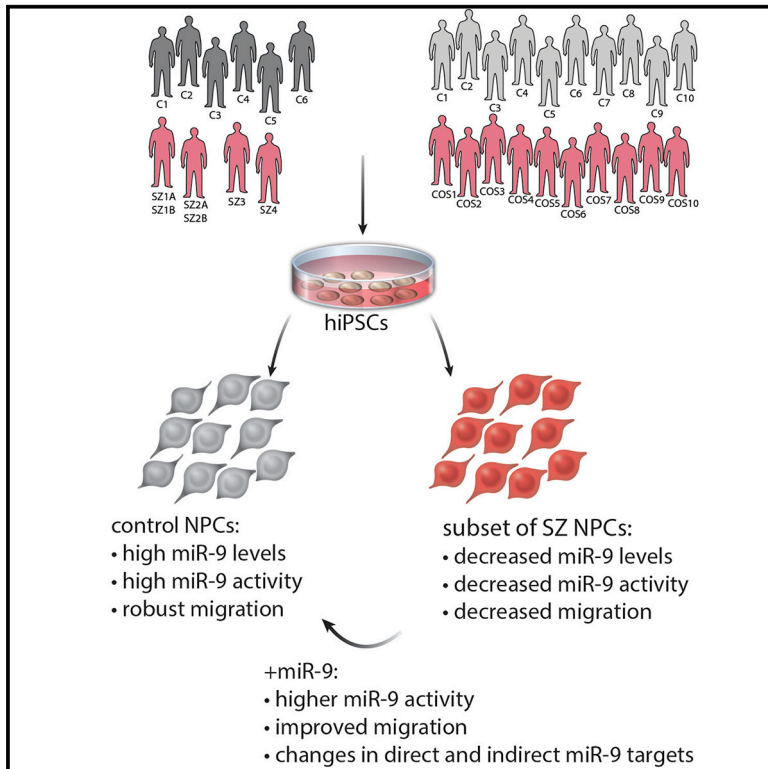 C1
C2
C3
C4
C5
C6
C1
C2
C3
C4
C5
C6
C7
C8
C9
C10
SZ1A
SZ1B
SZ2A
SZ2B
SZ3
SZ4
COS1
COS2
COS3
COS4
COS5
COS6
COS7
COS8
COS9
COS10
hiPSCs
control NPCs:
• high miR-9 levels
• high miR-9 activity
• robust migration
subset of SZ NPCs:
• decreased miR-9 levels
• decreased miR-9 activity
• decreased migration
+miR-9:
• higher miR-9 activity
• improved migration
• changes in direct and indirect miR-9 targets